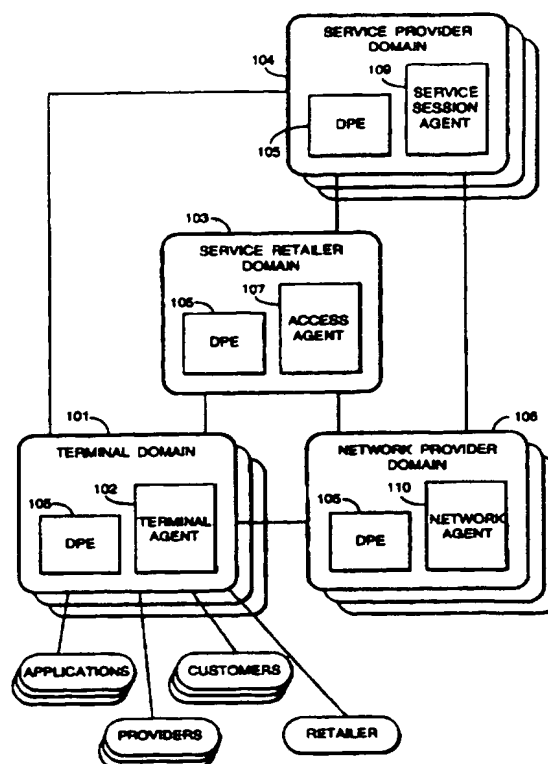 SERVICE PROVIDER
DOMAIN
104
109
DPE
SERVICE
SESSION
AGENT
105
103
SERVICE RETAILER
DOMAIN
105
107
DPE
ACCESS
AGENT
101
TERMINAL DOMAIN
105
102
DPE
TERMINAL
AGENT
108
NETWORK PROVIDER
DOMAIN
105
110
DPE
NETWORK
AGENT
APPLICATIONS
CUSTOMERS
PROVIDERS
RETAILER